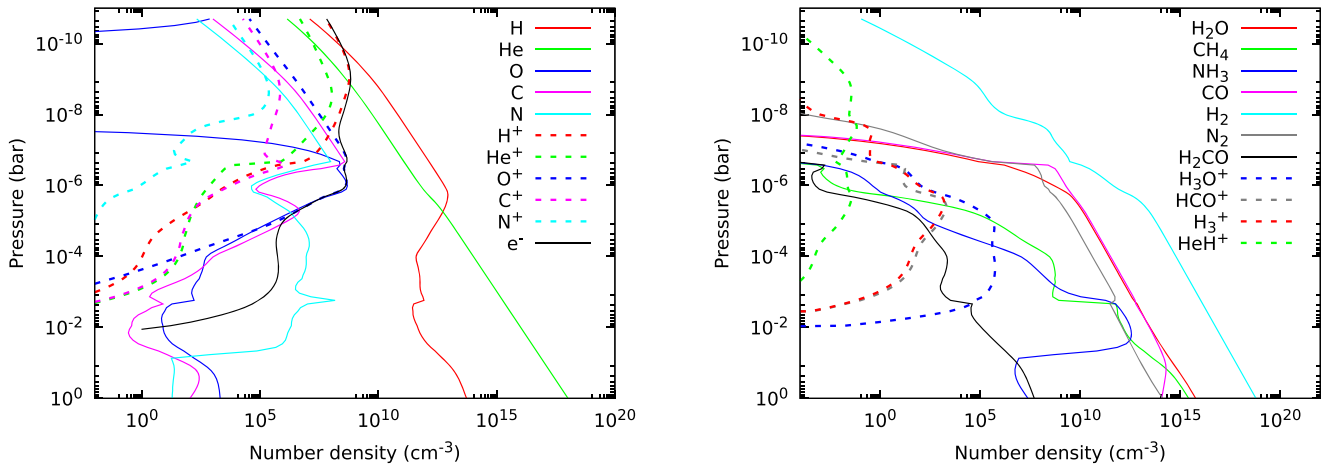 H
He
O
C
N
H⁺
He⁺
O⁺
C⁺
N⁺
e⁻
Pressure (bar)
10⁻¹⁰
10⁻⁸
10⁻⁶
10⁻⁴
10⁻²
10⁰
10⁰ 10⁵ 10¹⁰ 10¹⁵ 10²⁰
Number density (cm⁻³)
H₂O
CH₄
NH₃
CO
H₂
N₂
H₂CO
H₃O⁺
HCO⁺
H₃⁺
HeH⁺
Pressure (bar)
10⁻¹⁰
10⁻⁸
10⁻⁶
10⁻⁴
10⁻²
10⁰
10⁰ 10⁵ 10¹⁰ 10¹⁵ 10²⁰
Number density (cm⁻³)